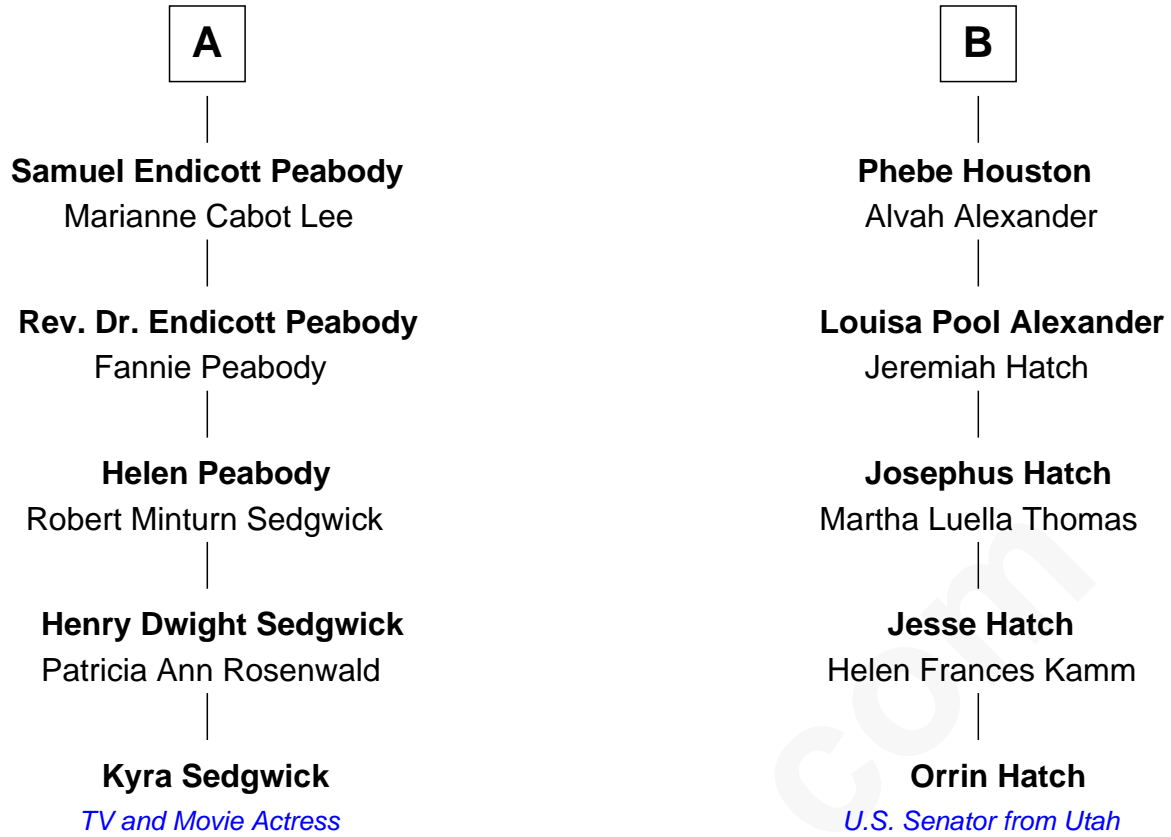 A
Samuel Endicott Peabody
Marianne Cabot Lee
Rev. Dr. Endicott Peabody
Fannie Peabody
Helen Peabody
Robert Minturn Sedgwick
Henry Dwight Sedgwick
Patricia Ann Rosenwald
Kyra Sedgwick
TV and Movie Actress
B
Phebe Houston
Alvah Alexander
Louisa Pool Alexander
Jeremiah Hatch
Josephus Hatch
Martha Luella Thomas
Jesse Hatch
Helen Frances Kamm
Orrin Hatch
U.S. Senator from Utah
com